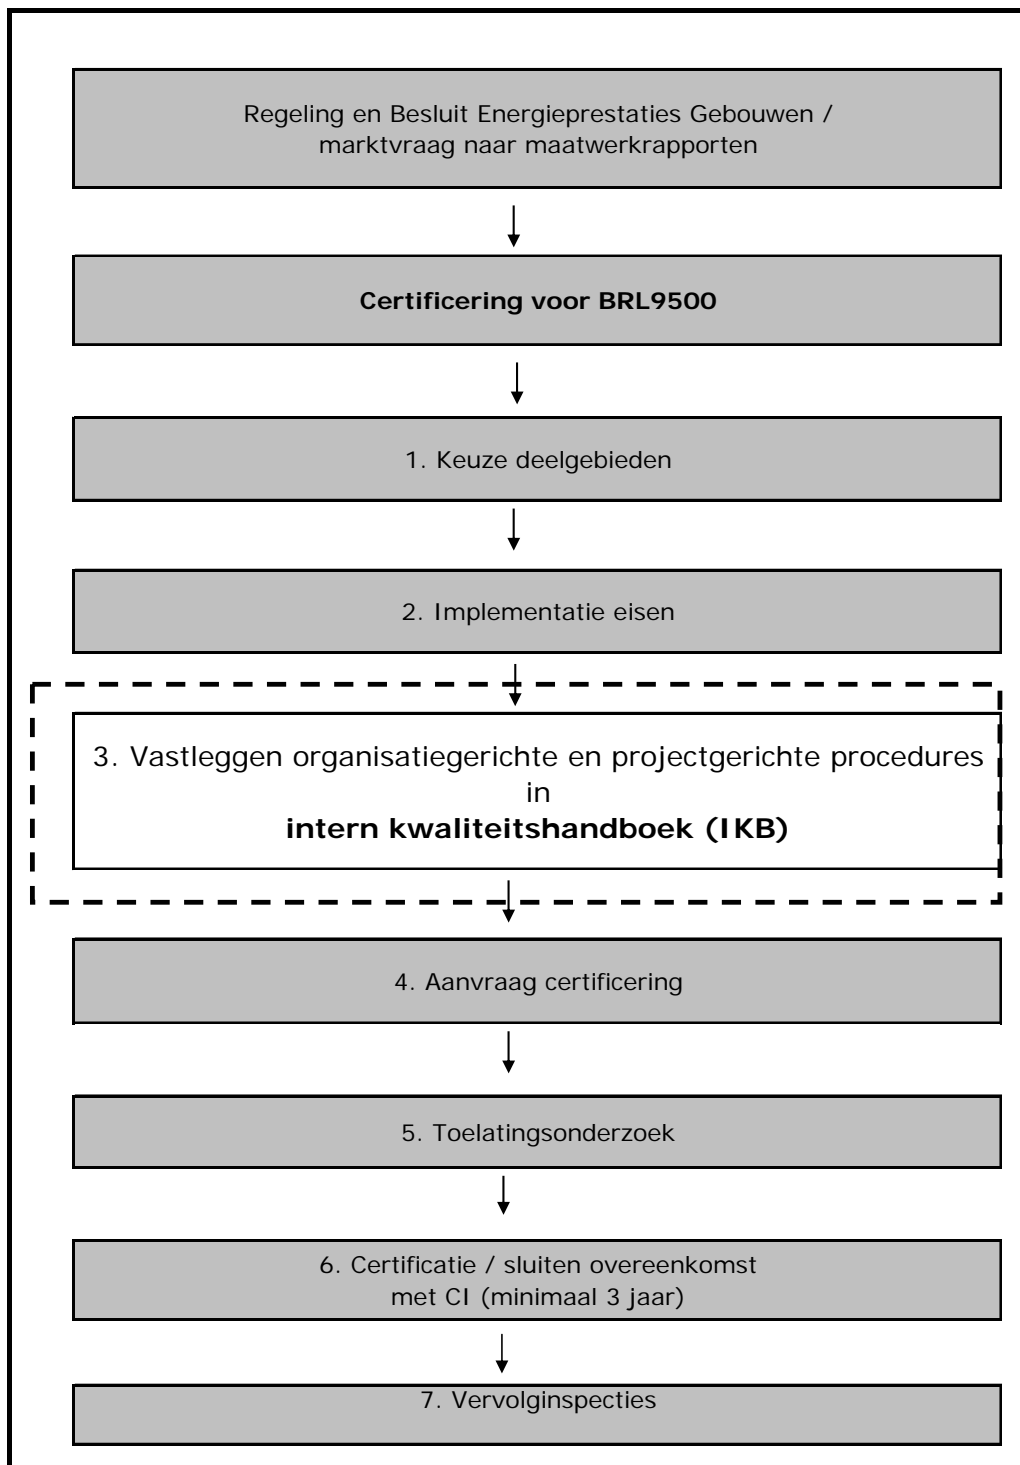 Regeling en Besluit Energieprestaties Gebouwen /
marktvraag naar maatwerkrapporten
Certificering voor BRL9500
1. Keuze deelgebieden
2. Implementatie eisen
3. Vastleggen organisatiegerichte en projectgerichte procedures
in
intern kwaliteitshandboek (IKB)
4. Aanvraag certificering
5. Toelatingsonderzoek
6. Certificatie / sluiten overeenkomst
met CI (minimaal 3 jaar)
7. Vervolginspecties